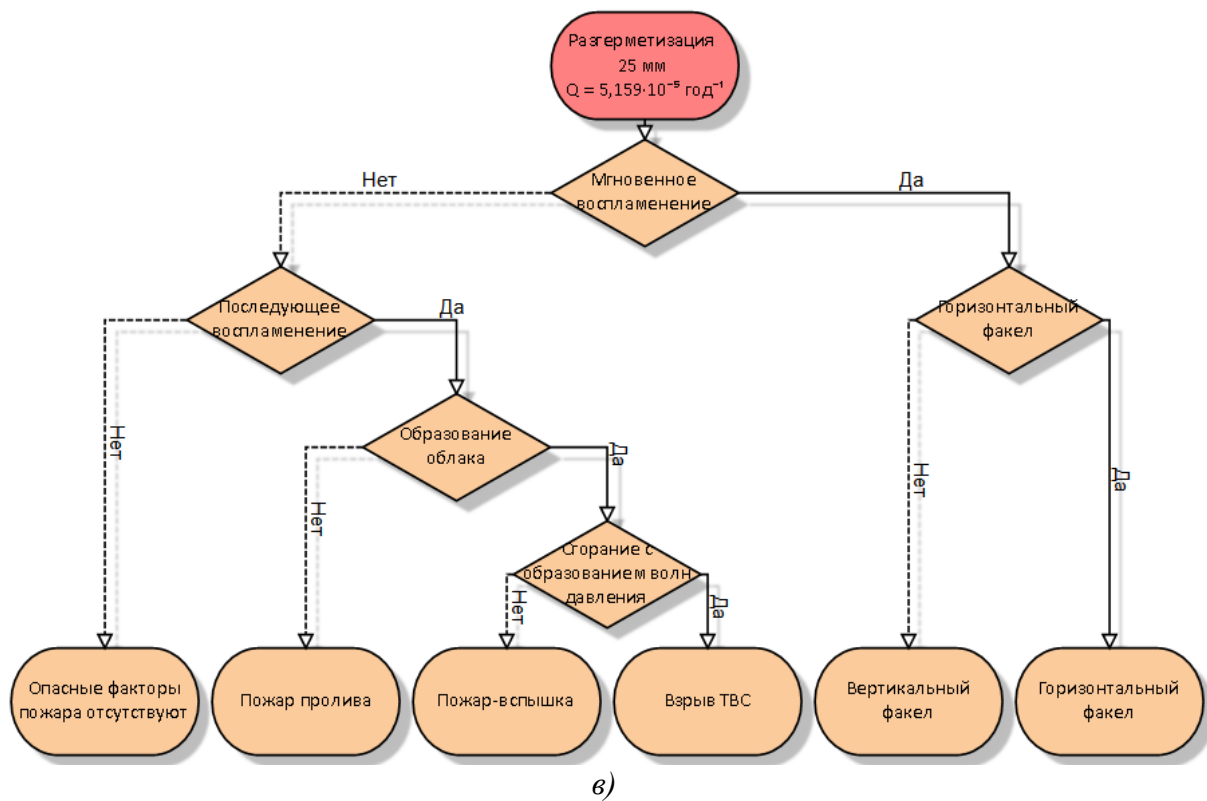 Разгерметизация
25 мм
Q = 5,159·10⁻⁵ год⁻¹
Мгновенное
воспламенение
Нет
Да
Последующее
воспламенение
Да
Горизонтальный
факел
Нет
Образование
облака
Да
Нет
Нет
Да
Сгорание с
образованием волн
давления
Нет
Да
Опасные факторы
пожара отсутствуют
Пожар пролива
Пожар-вспышка
Взрыв ТВС
Вертикальный
факел
Горизонтальный
факел
в)